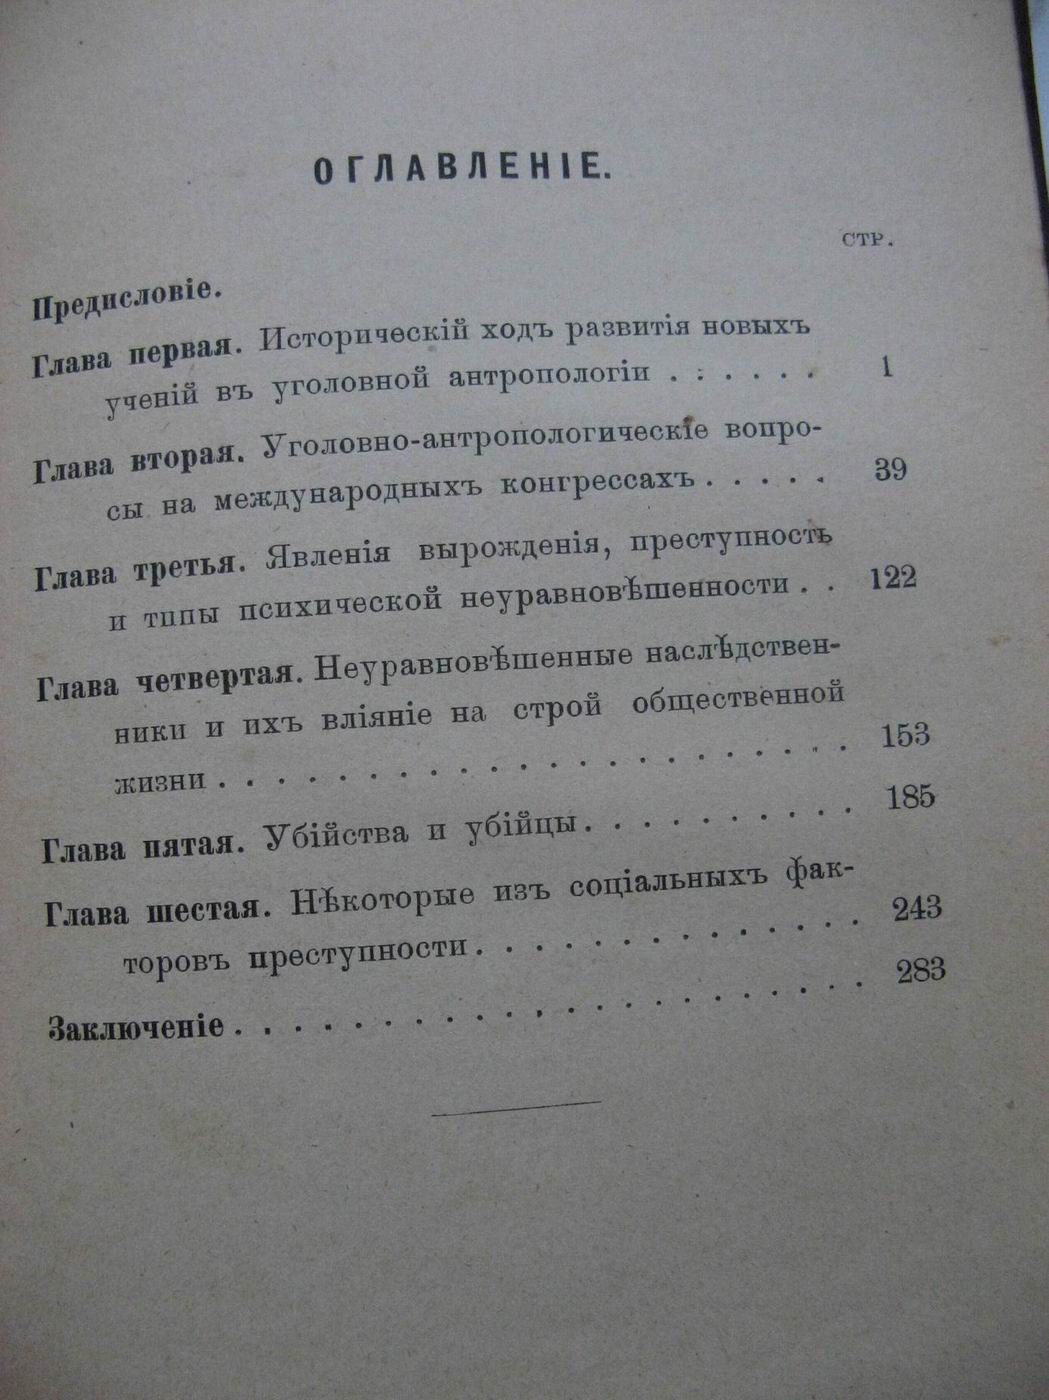 ОГЛАВЛЕНІЕ.
СТР.
Предисловіе.
Глава первая. Историческій ходъ развитія новыхъ
ученій въ уголовной антропологіи . . . . . . 1
Глава вторая. Уголовно-антропологическіе вопро-
сы на международныхъ конгрессахъ . . . . . 39
Глава третья. Явленія вырожденія, преступность
и типы психической неуравновѣшенности . . 122
Глава четвертая. Неуравновѣшенные наслѣдствен-
ники и ихъ вліяніе на строй общественной
жизни . . . . . . . . . . . . . . . . . . . . . 153
Глава пятая. Убійства и убійцы . . . . . . . . . . 185
Глава шестая. Нѣкоторые изъ соціальныхъ фак-
торовъ преступности . . . . . . . . . . . . . 243
Заключеніе . . . . . . . . . . . . . . . . . . . . . . 283